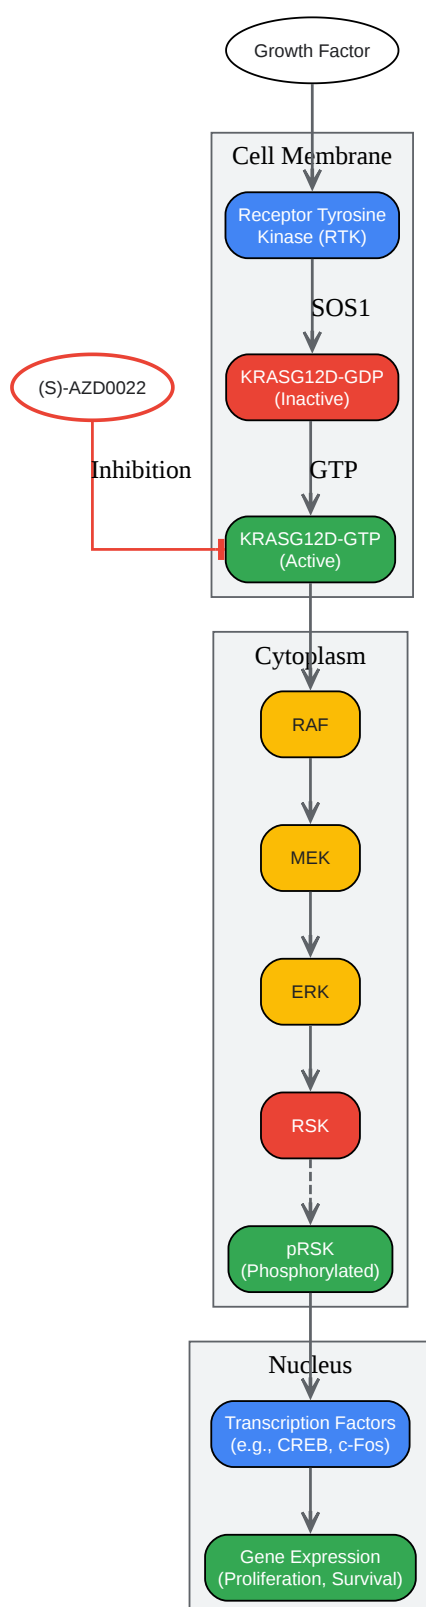 Growth Factor
Cell Membrane
Receptor Tyrosine
Kinase (RTK)
SOS1
KRASG12D-GDP
(Inactive)
(S)-AZD0022
Inhibition
GTP
KRASG12D-GTP
(Active)
Cytoplasm
RAF
MEK
ERK
RSK
pRSK
(Phosphorylated)
Nucleus
Transcription Factors
(e.g., CREB, c-Fos)
Gene Expression
(Proliferation, Survival)